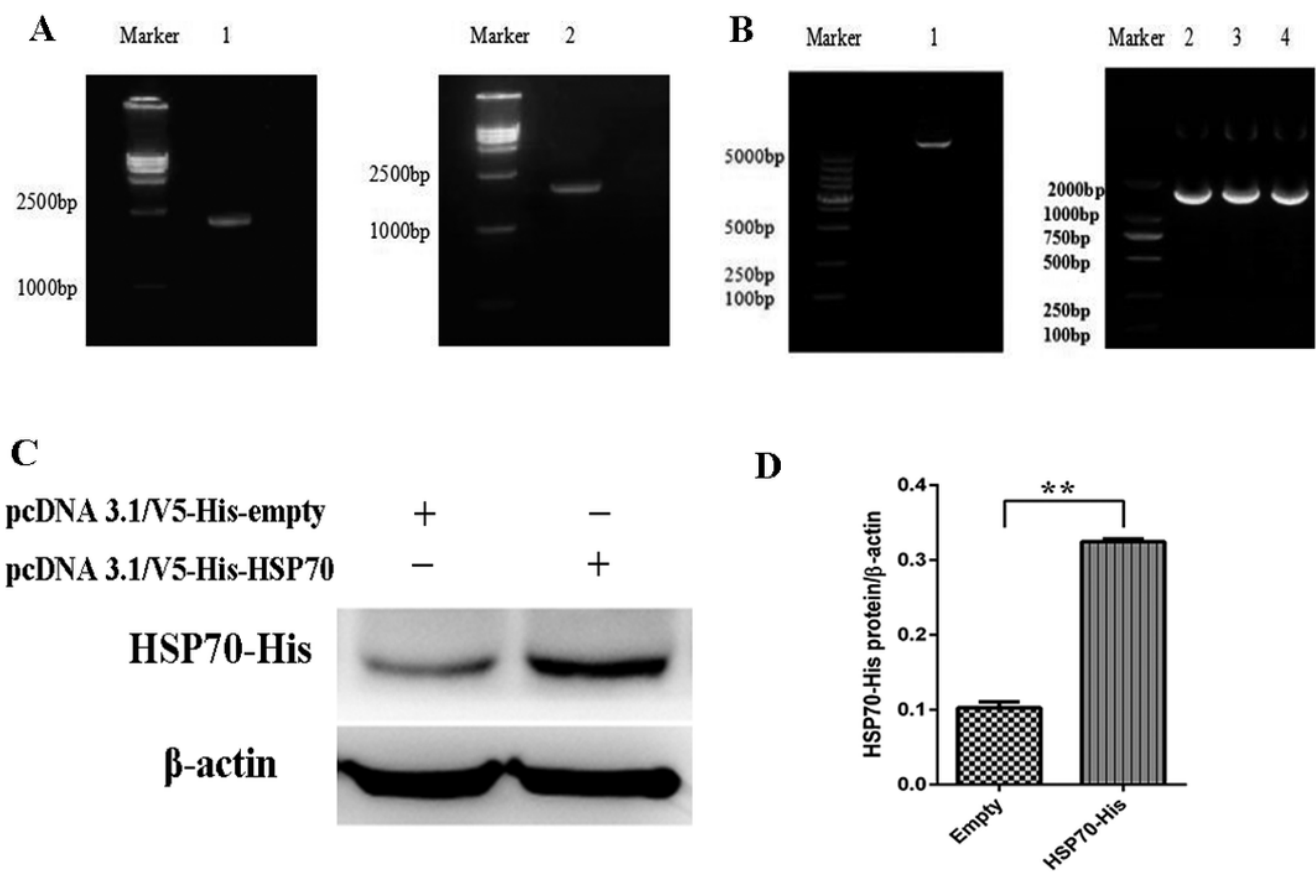 A
Marker 1
2500bp
1000bp
Marker 2
2500bp
1000bp
B
Marker 1
5000bp
500bp
250bp
100bp
Marker 2 3 4
2000bp
1000bp
750bp
500bp
250bp
100bp
C
pcDNA 3.1/V5-His-empty + −
pcDNA 3.1/V5-His-HSP70 − +
HSP70-His
β-actin
D
HSP70-His protein/β-actin
0.4
0.3
0.2
0.1
0.0
**
Empty
HSP70-His